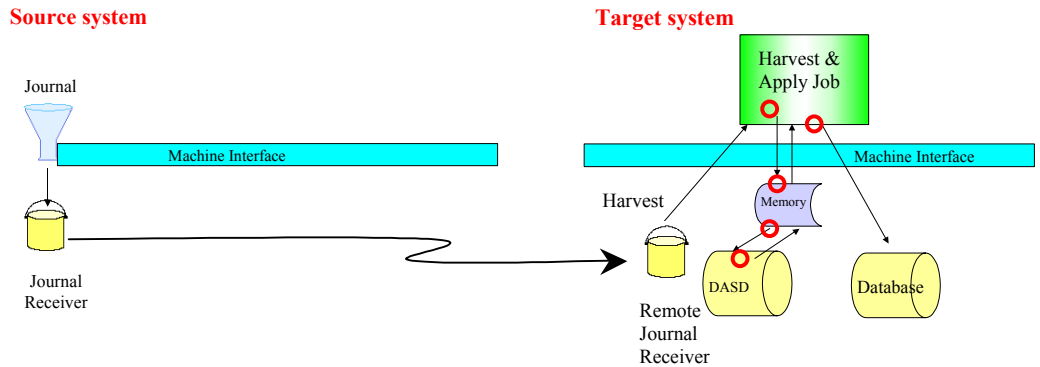 Source system
Target system
Journal
Machine Interface
Journal
Receiver
Harvest &
Apply Job
Machine Interface
Harvest
Memory
DASD
Database
Remote
Journal
Receiver